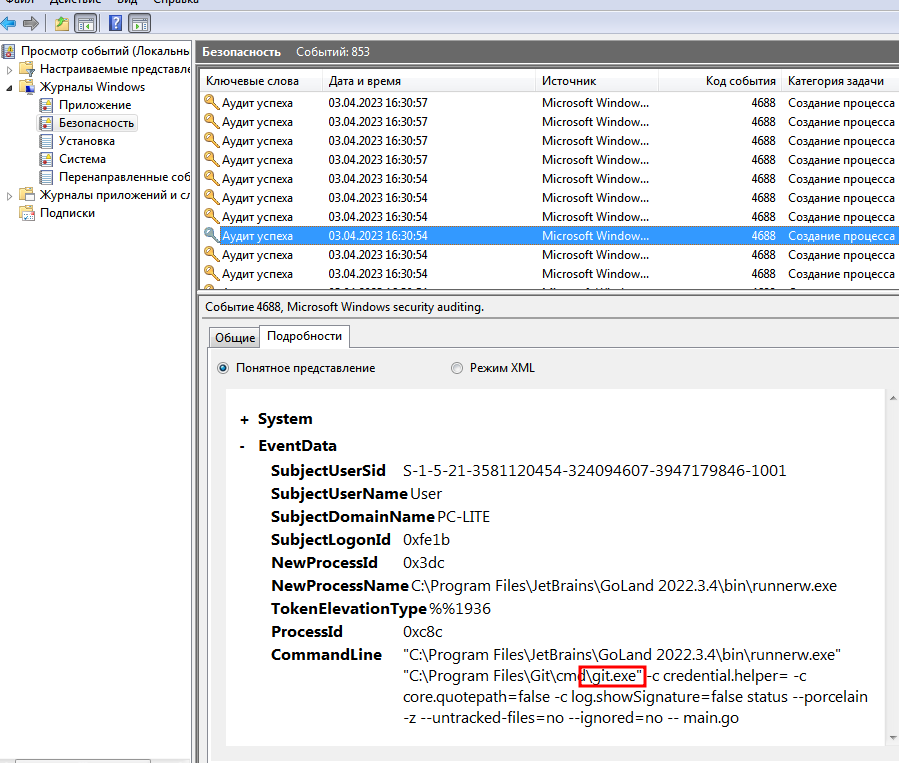 Файл Действие Вид Справка
Просмотр событий (Локальнь
Настраиваемые представле
Журналы Windows
Приложение
Безопасность
Установка
Система
Перенаправленные соб
Журналы приложений и сл
Подписки
Безопасность Событий: 853
Ключевые слова Дата и время Источник Код события Категория задачи
Аудит успеха 03.04.2023 16:30:57 Microsoft Window... 4688 Создание процесса
Аудит успеха 03.04.2023 16:30:57 Microsoft Window... 4688 Создание процесса
Аудит успеха 03.04.2023 16:30:57 Microsoft Window... 4688 Создание процесса
Аудит успеха 03.04.2023 16:30:57 Microsoft Window... 4688 Создание процесса
Аудит успеха 03.04.2023 16:30:54 Microsoft Window... 4688 Создание процесса
Аудит успеха 03.04.2023 16:30:54 Microsoft Window... 4688 Создание процесса
Аудит успеха 03.04.2023 16:30:54 Microsoft Window... 4688 Создание процесса
Аудит успеха 03.04.2023 16:30:54 Microsoft Window... 4688 Создание процесса
Аудит успеха 03.04.2023 16:30:54 Microsoft Window... 4688 Создание процесса
Аудит успеха 03.04.2023 16:30:54 Microsoft Window... 4688 Создание процесса
Событие 4688, Microsoft Windows security auditing.
Общие Подробности
Понятное представление Режим XML
+ System
- EventData
SubjectUserSid S-1-5-21-3581120454-324094607-3947179846-1001
SubjectUserName User
SubjectDomainName PC-LITE
SubjectLogonId 0xfe1b
NewProcessId 0x3dc
NewProcessName C:\Program Files\JetBrains\GoLand 2022.3.4\bin\runnerw.exe
TokenElevationType %%1936
ProcessId 0xc8c
CommandLine "C:\Program Files\JetBrains\GoLand 2022.3.4\bin\runnerw.exe"
"C:\Program Files\Git\cmd\git.exe" -c credential.helper= -c
core.quotepath=false -c log.showSignature=false status --porcelain
-z --untracked-files=no --ignored=no -- main.go